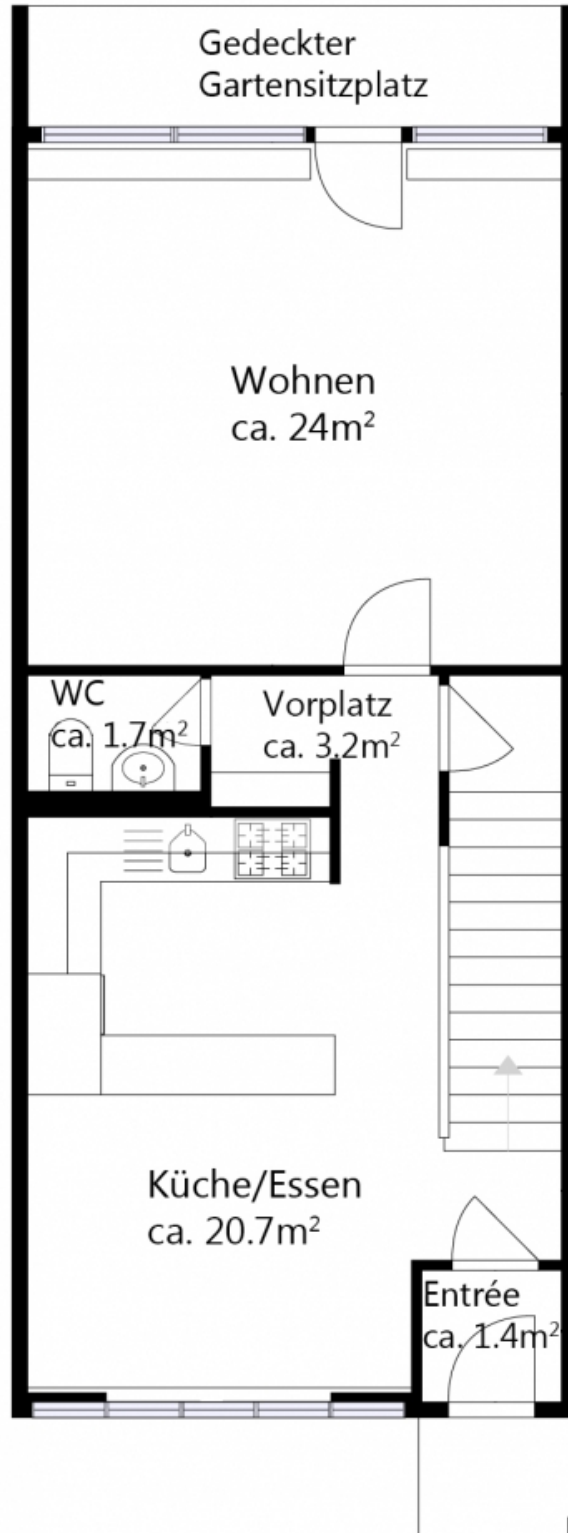 Gedeckter
Gartensitzplatz
Wohnen
ca. 24m²
WC
ca. 1.7m²
Vorplatz
ca. 3.2m²
Küche/Essen
ca. 20.7m²
Entrée
ca. 1.4m²